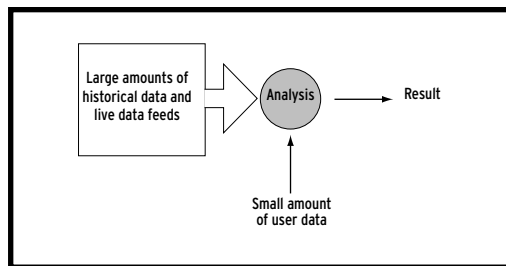 Large amounts of
historical data and
live data feeds
Analysis
Result
Small amount
of user data